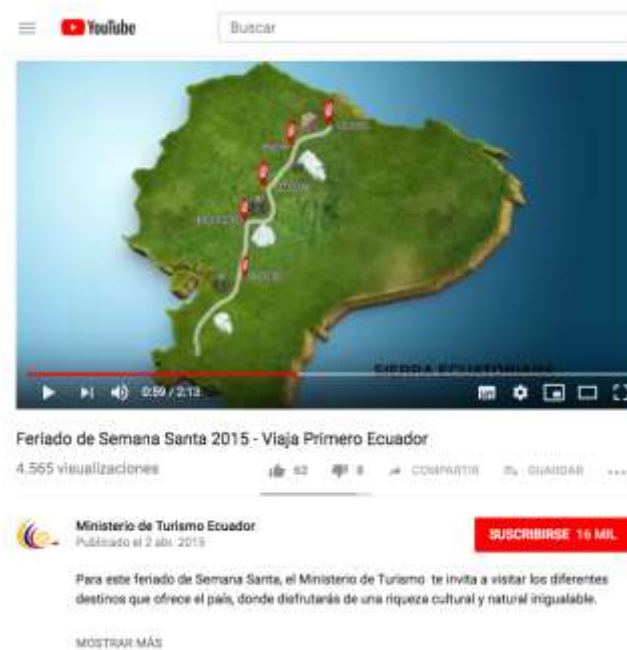 YouTube
Buscar
SIERRA ECUATORIANA
0:59 / 2:13
Feriado de Semana Santa 2015 - Viaja Primero Ecuador
4.565 visualizaciones
62
8
COMPARTIR
GUARDAR
Ministerio de Turismo Ecuador
Publicado el 2 abr. 2015
SUSCRIBIRSE 16 MIL
Para este feriado de Semana Santa, el Ministerio de Turismo te invita a visitar los diferentes
destinos que ofrece el país, donde disfrutarás de una riqueza cultural y natural inigualable.
MOSTRAR MÁS